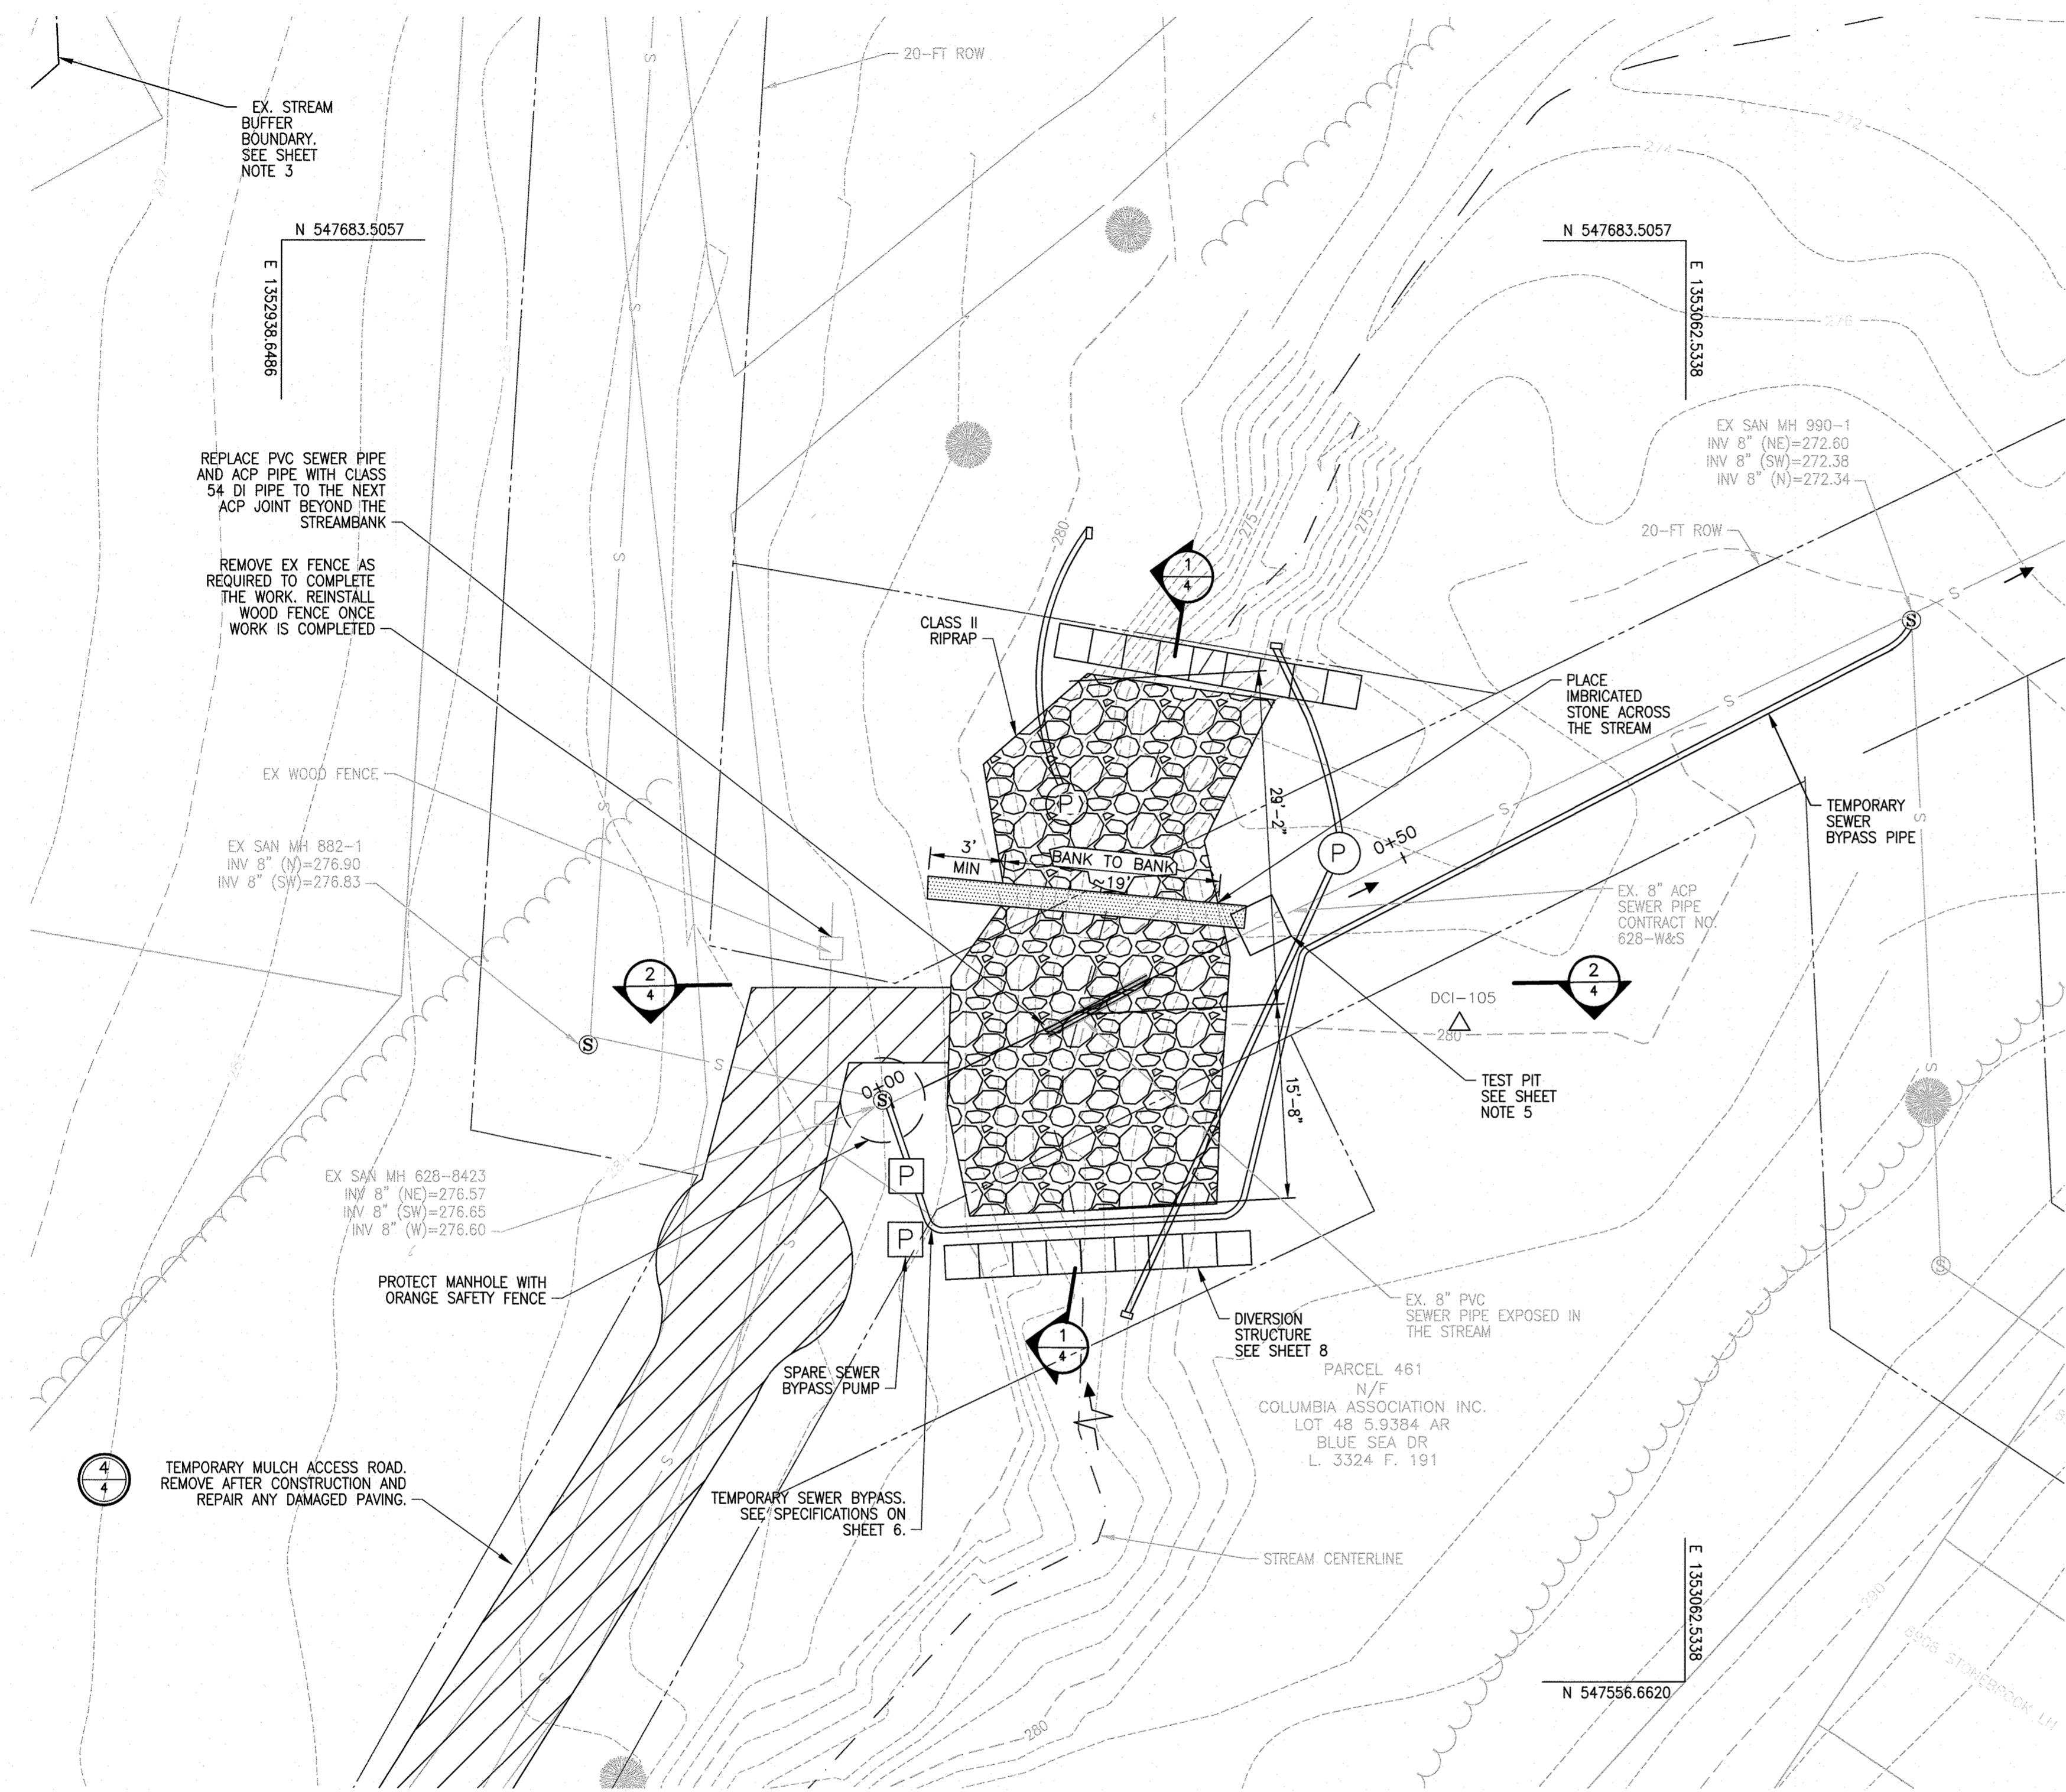 20-FT ROW
EX. STREAM
BUFFER
BOUNDARY.
SEE SHEET
NOTE 3
272
274
N 547683.5057
E 1352938.6486
N 547683.5057
E 1353062.5338
276
EX SAN MH 990-1
INV 8" (NE)=272.60
INV 8" (SW)=272.38
INV 8" (N)=272.34
REPLACE PVC SEWER PIPE
AND ACP PIPE WITH CLASS
54 DI PIPE TO THE NEXT
ACP JOINT BEYOND THE
STREAMBANK
20-FT ROW
275
275
280
REMOVE EX FENCE AS
REQUIRED TO COMPLETE
THE WORK. REINSTALL
WOOD FENCE ONCE
WORK IS COMPLETED
1
4
CLASS II
RIPRAP
S
PLACE
IMBRICATED
STONE ACROSS
THE STREAM
EX WOOD FENCE
TEMPORARY
SEWER
BYPASS PIPE
29'-2"
P
P
0+50
EX SAN MH 882-1
INV 8" (N)=276.90
INV 8" (SW)=276.83
3'
MIN
BANK TO BANK
~19'
EX. 8" ACP
SEWER PIPE
CONTRACT NO.
628-W&S
2
4
2
4
DCI-105
280
S
TEST PIT
SEE SHEET
NOTE 5
0+00
S
15'-8"
EX SAN MH 628-8423
INV 8" (NE)=276.57
INV 8" (SW)=276.65
INV 8" (W)=276.60
P
P
S
PROTECT MANHOLE WITH
ORANGE SAFETY FENCE
EX. 8" PVC
SEWER PIPE EXPOSED IN
THE STREAM
DIVERSION
STRUCTURE
SEE SHEET 8
1
4
SPARE SEWER
BYPASS PUMP
PARCEL 461
N/F
COLUMBIA ASSOCIATION INC.
LOT 48 5.9384 AR
BLUE SEA DR
L. 3324 F. 191
4
4
TEMPORARY MULCH ACCESS ROAD.
REMOVE AFTER CONSTRUCTION AND
REPAIR ANY DAMAGED PAVING.
TEMPORARY SEWER BYPASS.
SEE SPECIFICATIONS ON
SHEET 6.
STREAM CENTERLINE
E 1353062.5338
N 547556.6620
280
STONEBROOK LN